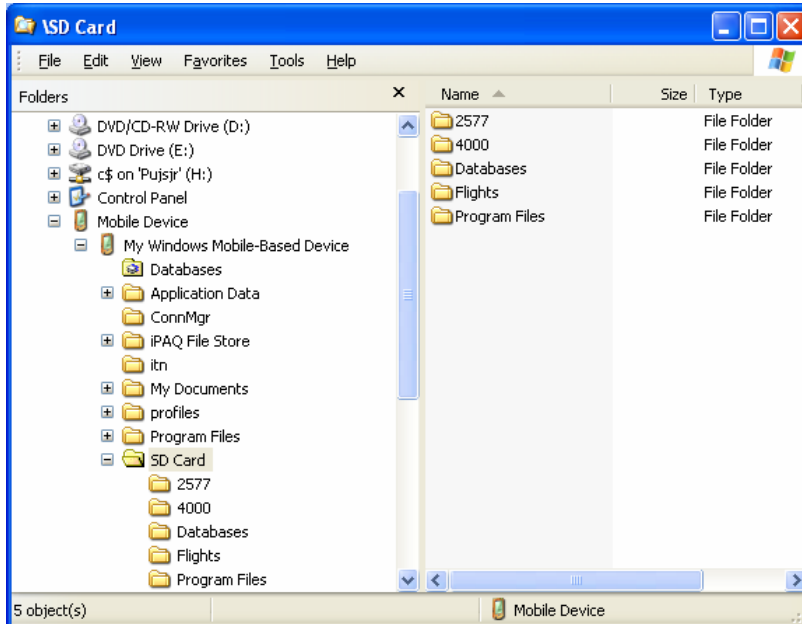 \SD Card
File Edit View Favorites Tools Help
Folders
DVD/CD-RW Drive (D:)
DVD Drive (E:)
c$ on 'Pujsjr' (H:)
Control Panel
Mobile Device
My Windows Mobile-Based Device
Databases
Application Data
ConnMgr
iPAQ File Store
itn
My Documents
profiles
Program Files
SD Card
2577
4000
Databases
Flights
Program Files
Name Size Type
2577 File Folder
4000 File Folder
Databases File Folder
Flights File Folder
Program Files File Folder
5 object(s) Mobile Device